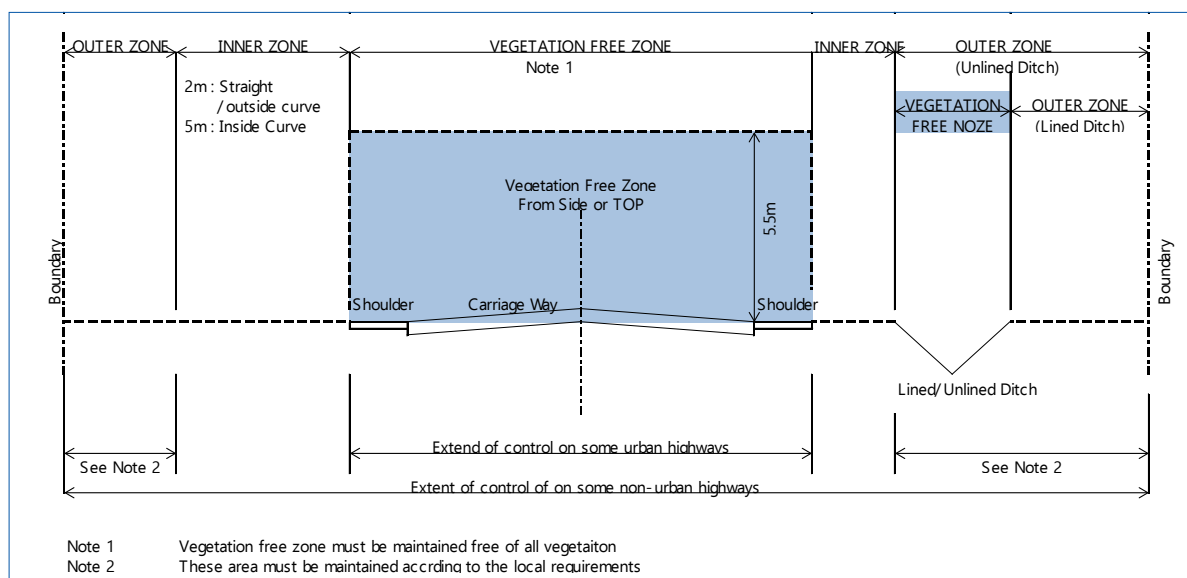 OUTER ZONE
INNER ZONE
VEGETATION FREE ZONE
INNER ZONE
OUTER ZONE
Note 1
(Unlined Ditch)
2m : Straight
/ outside curve
5m : Inside Curve
VEGETATION
FREE NOZE
OUTER ZONE
(Lined Ditch)
Vegetation Free Zone
From Side or TOP
5.5m
Boundary
Boundary
Shoulder
Carriage Way
Shoulder
Lined/ Unlined Ditch
Extend of control on some urban highways
See Note 2
See Note 2
Extent of control of on some non- urban highways
Note 1 Vegetation free zone must be maintained free of all vegetaiton
Note 2 These area must be maintained accrding to the local requirements